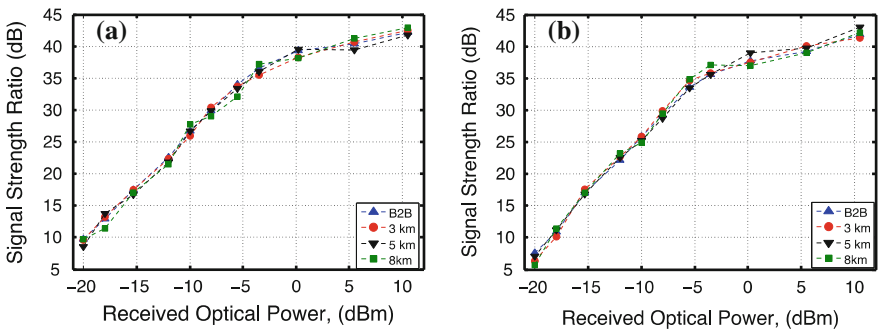 (a)
Signal Strength Ratio (dB)
45
40
35
30
25
20
15
10
5
−20 −15 −10 −5 0 5 10
Received Optical Power, (dBm)
B2B
3 km
5 km
8km
(b)
Signal Strength Ratio (dB)
45
40
35
30
25
20
15
10
5
−20 −15 −10 −5 0 5 10
Received Optical Power, (dBm)
B2B
3 km
5 km
8km